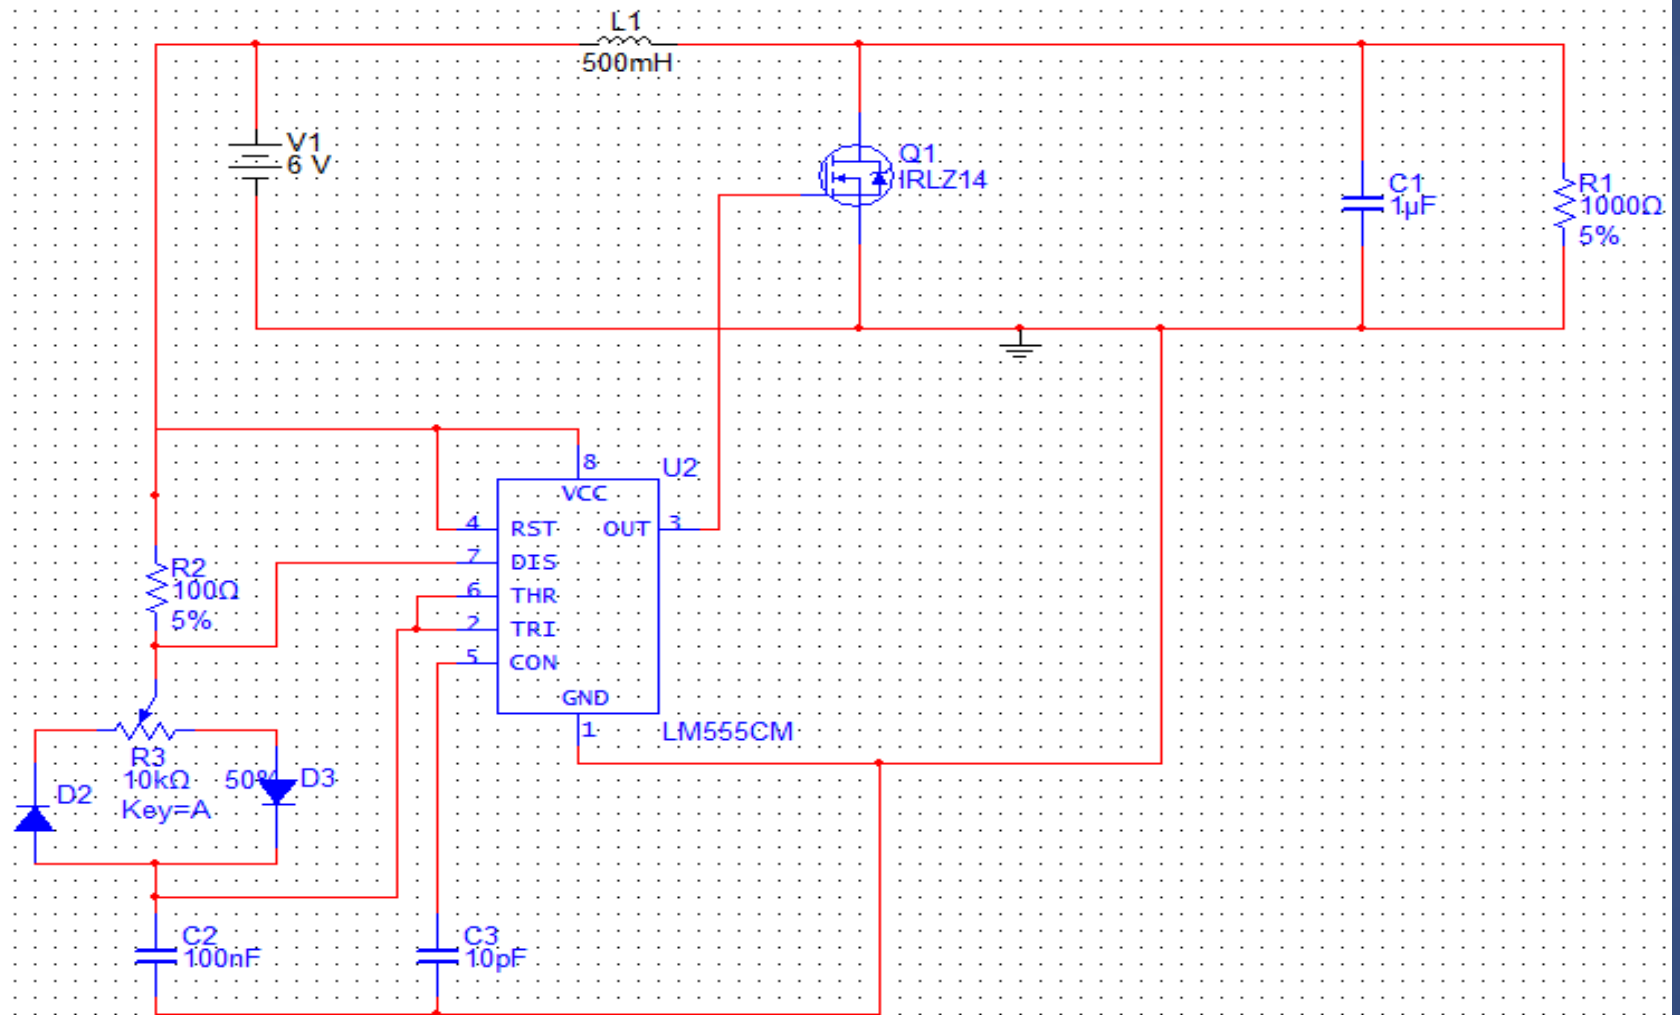 L1
500mH
V1
6 V
Q1
IRLZ14
C1
1µF
R1
1000Ω
5%
8
U2
VCC
4
RST
OUT
3
7
DIS
6
THR
2
TRI
5
CON
GND
1
LM555CM
R2
100Ω
5%
R3
10kΩ
50%
Key=A
D2
D3
C2
100nF
C3
10pF